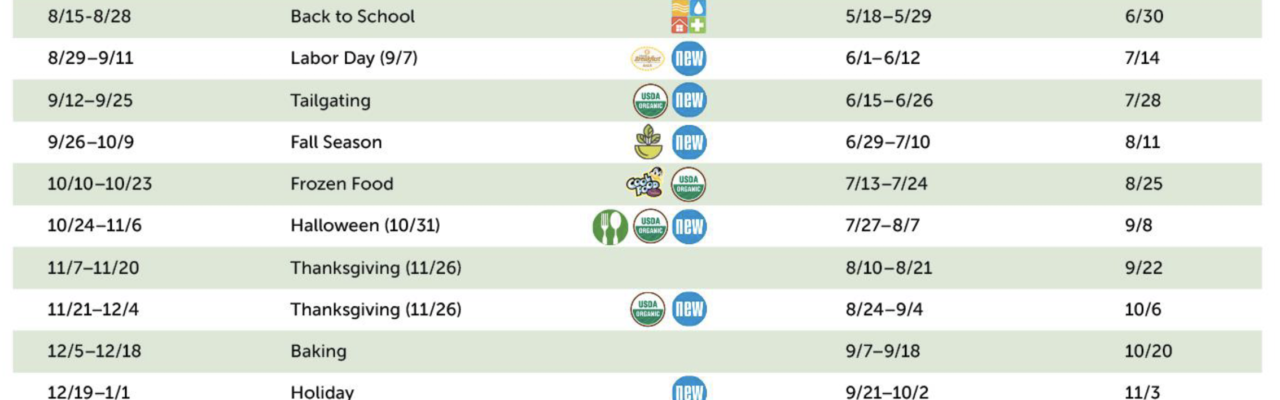 8/15-8/28 Back to School 5/18–5/29 6/30
8/29–9/11 Labor Day (9/7) new 6/1–6/12 7/14
9/12–9/25 Tailgating USDA ORGANIC new 6/15–6/26 7/28
9/26–10/9 Fall Season new 6/29–7/10 8/11
10/10–10/23 Frozen Food COOL FOOD USDA ORGANIC 7/13–7/24 8/25
10/24–11/6 Halloween (10/31) USDA ORGANIC new 7/27–8/7 9/8
11/7–11/20 Thanksgiving (11/26) 8/10–8/21 9/22
11/21–12/4 Thanksgiving (11/26) USDA ORGANIC new 8/24–9/4 10/6
12/5–12/18 Baking 9/7–9/18 10/20
12/19–1/1 Holiday new 9/21–10/2 11/3